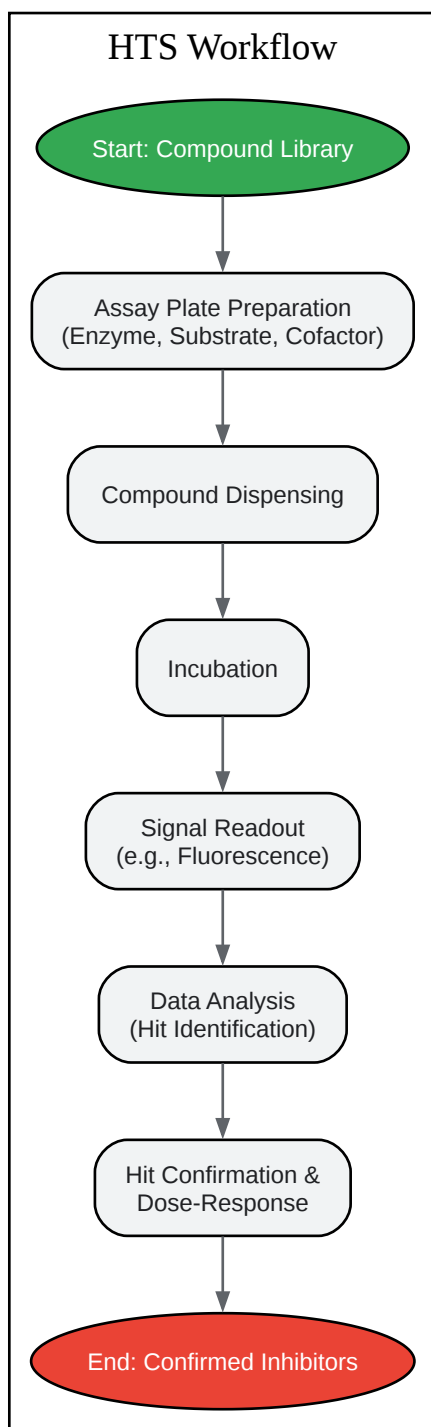 HTS Workflow
Start: Compound Library
Assay Plate Preparation
(Enzyme, Substrate, Cofactor)
Compound Dispensing
Incubation
Signal Readout
(e.g., Fluorescence)
Data Analysis
(Hit Identification)
Hit Confirmation &
Dose-Response
End: Confirmed Inhibitors